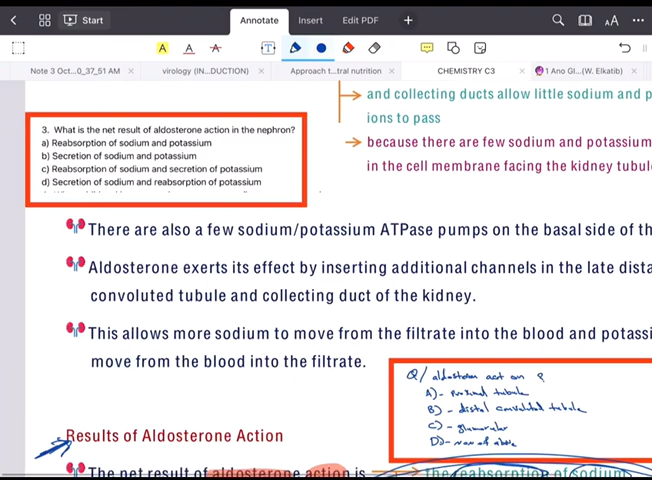 Start
Annotate
Insert
Edit PDF
Note 3 Oct...0_37_51 AM
virology (IN...DUCTION)
Approach t...tral nutrition
CHEMISTRY C3
1 Ano Gl...(W. Elkatib)
and collecting ducts allow little sodium and p
ions to pass
because there are few sodium and potassium
in the cell membrane facing the kidney tubul
3. What is the net result of aldosterone action in the nephron?
a) Reabsorption of sodium and potassium
b) Secretion of sodium and potassium
c) Reabsorption of sodium and secretion of potassium
d) Secretion of sodium and reabsorption of potassium
There are also a few sodium/potassium ATPase pumps on the basal side of th
Aldosterone exerts its effect by inserting additional channels in the late dista
convoluted tubule and collecting duct of the kidney.
This allows more sodium to move from the filtrate into the blood and potassi
move from the blood into the filtrate.
Q/ aldosteron act on ?
A)- proximal tubule
B)- distal convoluted tubule
C)-
D)- non of above
Results of Aldosterone Action
The net result of aldosterone action is
the reabsorption of sodium